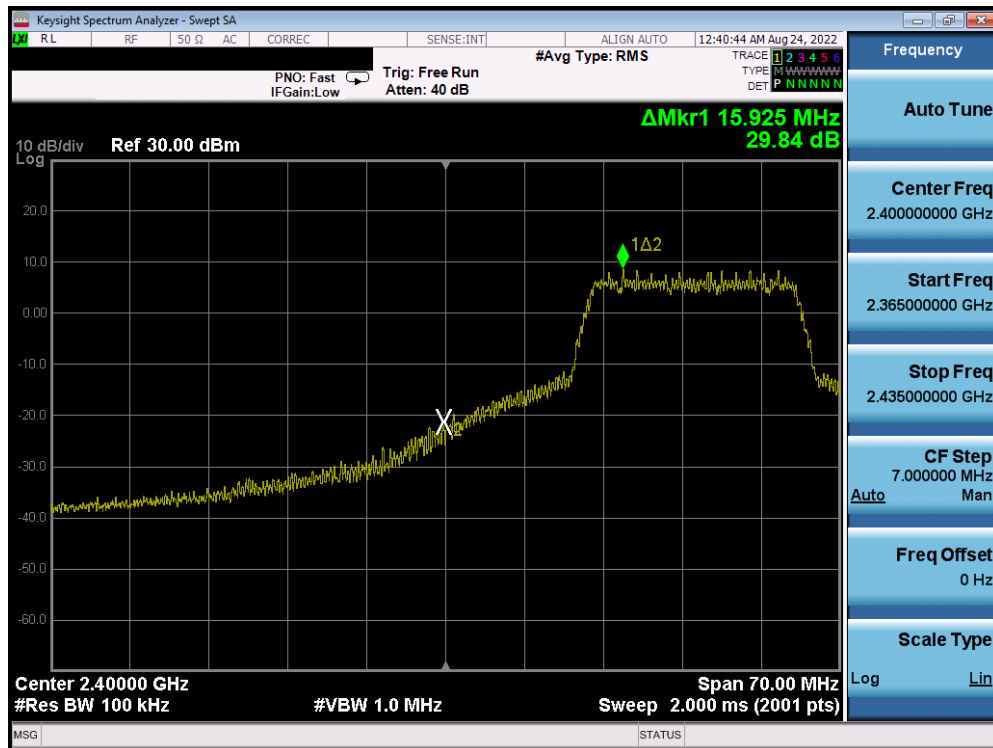 Keysight Spectrum Analyzer - Swept SA
LXI RL RF 50 Ω AC CORREC SENSE:INT ALIGN AUTO 12:40:44 AM Aug 24, 2022
PNO: Fast
IFGain:Low
Trig: Free Run
Atten: 40 dB
#Avg Type: RMS
TRACE 1 2 3 4 5 6
TYPE M W W W W W
DET P N N N N N
ΔMkr1 15.925 MHz
29.84 dB
10 dB/div Ref 30.00 dBm
Log
20.0
10.0
0.00
-10.0
-20.0
-30.0
-40.0
-50.0
-60.0
1Δ2
X2
Center 2.40000 GHz Span 70.00 MHz
#Res BW 100 kHz #VBW 1.0 MHz Sweep 2.000 ms (2001 pts)
MSG STATUS
Frequency
Auto Tune
Center Freq
2.400000000 GHz
Start Freq
2.365000000 GHz
Stop Freq
2.435000000 GHz
CF Step
7.000000 MHz
Auto Man
Freq Offset
0 Hz
Scale Type
Log Lin